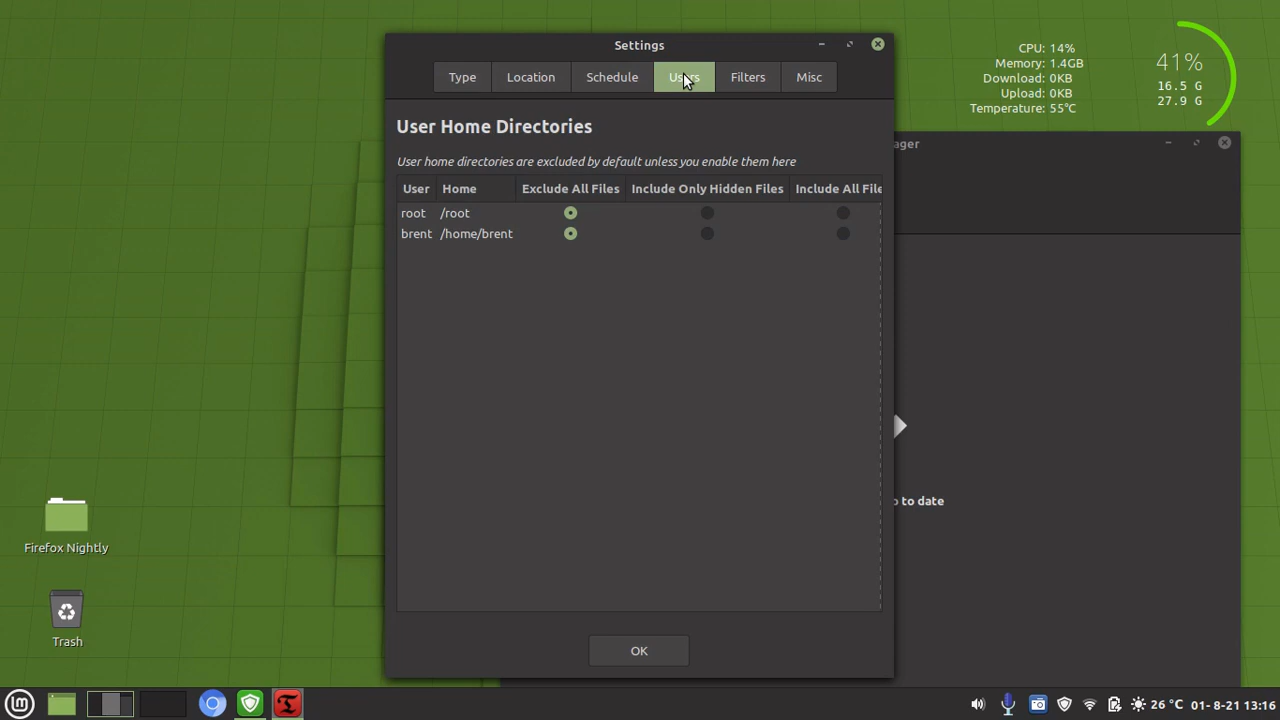 Settings
Type Location Schedule Users Filters Misc
User Home Directories
User home directories are excluded by default unless you enable them here
User Home Exclude All Files Include Only Hidden Files Include All File
root /root
brent /home/brent
OK
ager
o to date
CPU: 14%
Memory: 1.4GB
Download: 0KB
Upload: 0KB
Temperature: 55℃
41%
16.5 G
27.9 G
Firefox Nightly
Trash
lm
26 °C 01- 8-21 13:16